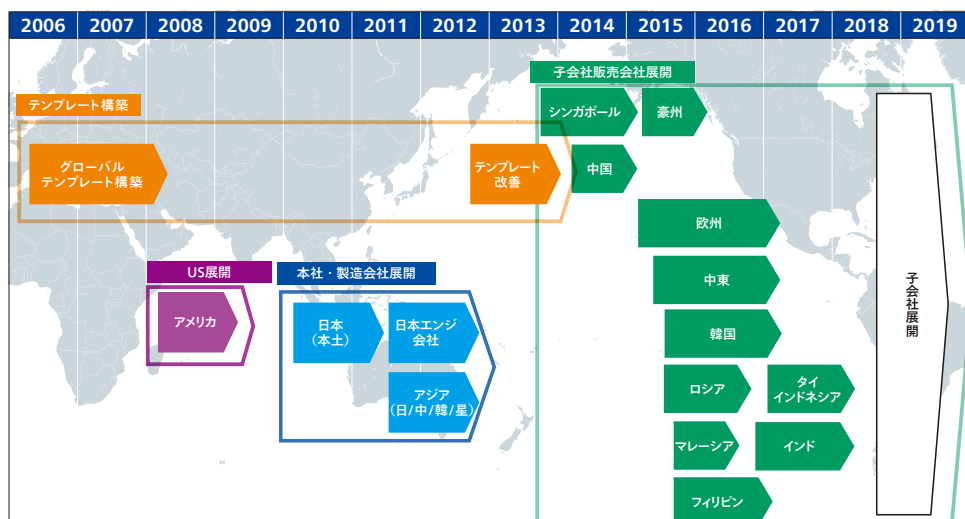 2006 2007 2008 2009 2010 2011 2012 2013 2014 2015 2016 2017 2018 2019
子会社販売会社展開
テンプレート構築
シンガポール
豪州
グローバル
テンプレート構築
テンプレート
改善
中国
欧州
US展開
本社・製造会社展開
中東
アメリカ
日本
(本土)
日本エンジ
会社
韓国
アジア
(日/中/韓/星)
ロシア
タイ
インドネシア
マレーシア
インド
フィリピン
子会社展開